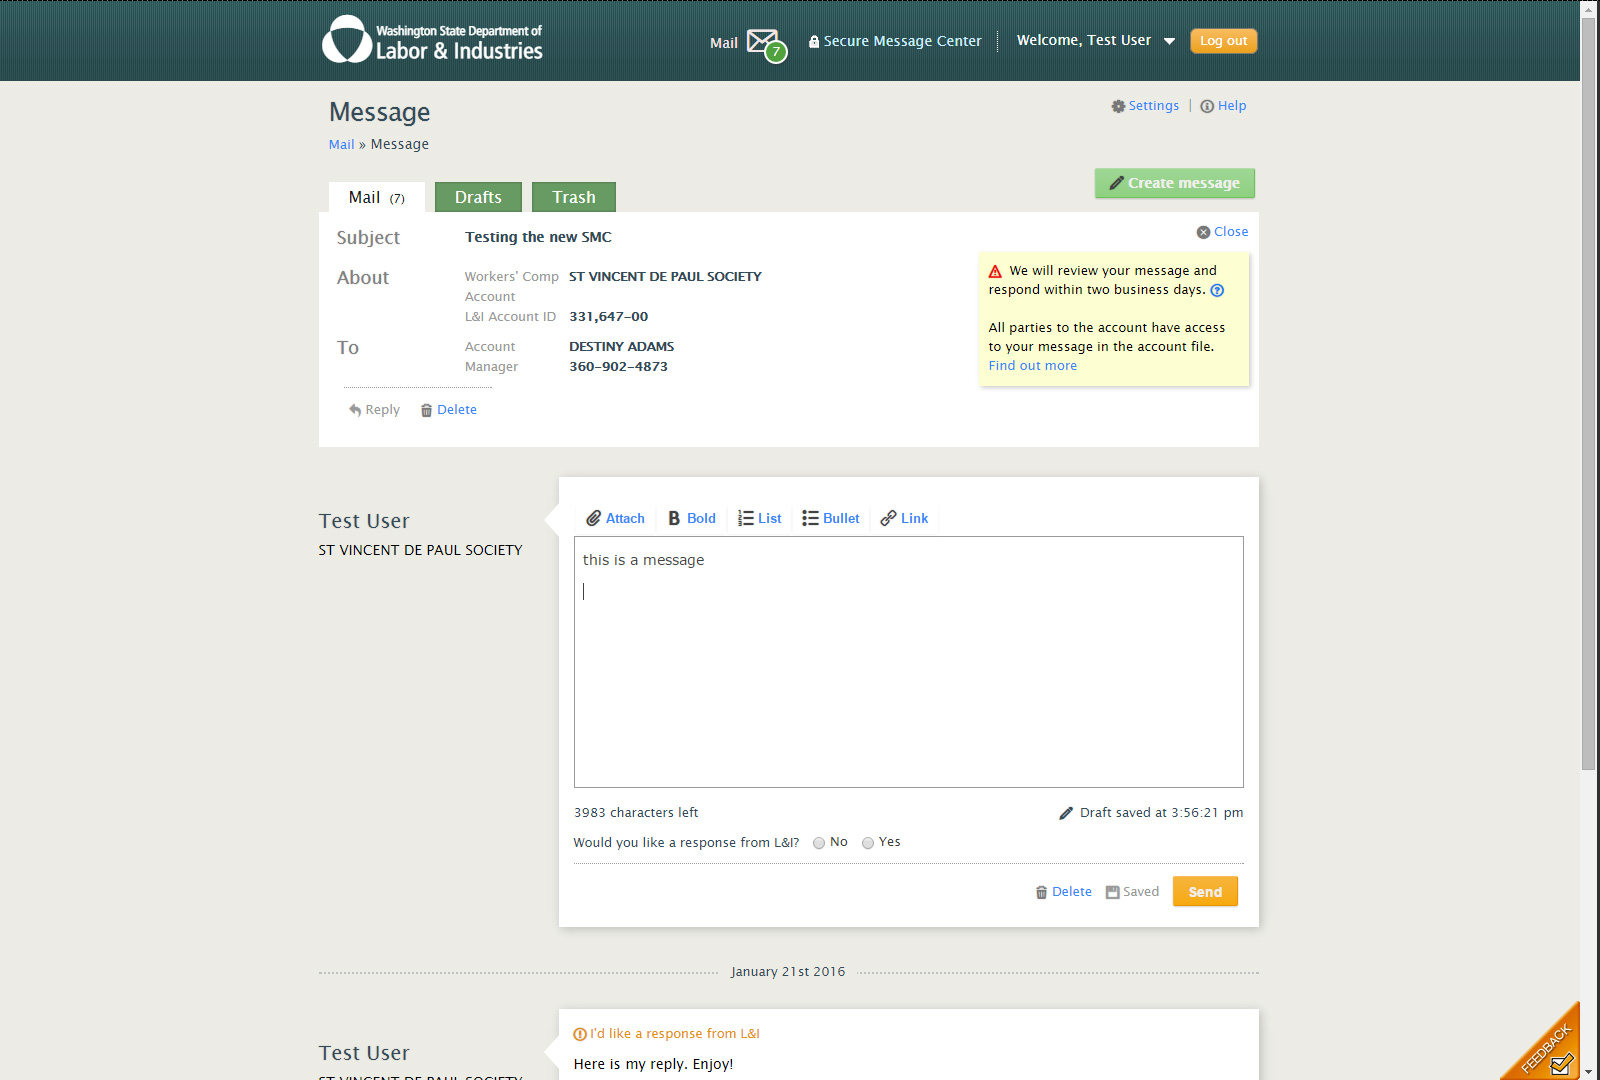 Washington State Department of
Labor & Industries
Mail 7
Secure Message Center
Welcome, Test User
Log out
Message
Settings | Help
Mail » Message
Create message
Mail (7)
Drafts
Trash
Subject
Testing the new SMC
Close
About
Workers' Comp Account
ST VINCENT DE PAUL SOCIETY
L&I Account ID
331,647-00
To
Account Manager
DESTINY ADAMS
360-902-4873
We will review your message and
respond within two business days.
All parties to the account have access
to your message in the account file.
Find out more
Reply
Delete
Test User
ST VINCENT DE PAUL SOCIETY
Attach
Bold
List
Bullet
Link
this is a message
3983 characters left
Draft saved at 3:56:21 pm
Would you like a response from L&I?
No
Yes
Delete
Saved
Send
January 21st 2016
Test User
ST VINCENT DE PAUL SOCIETY
I'd like a response from L&I
Here is my reply. Enjoy!
FEEDBACK